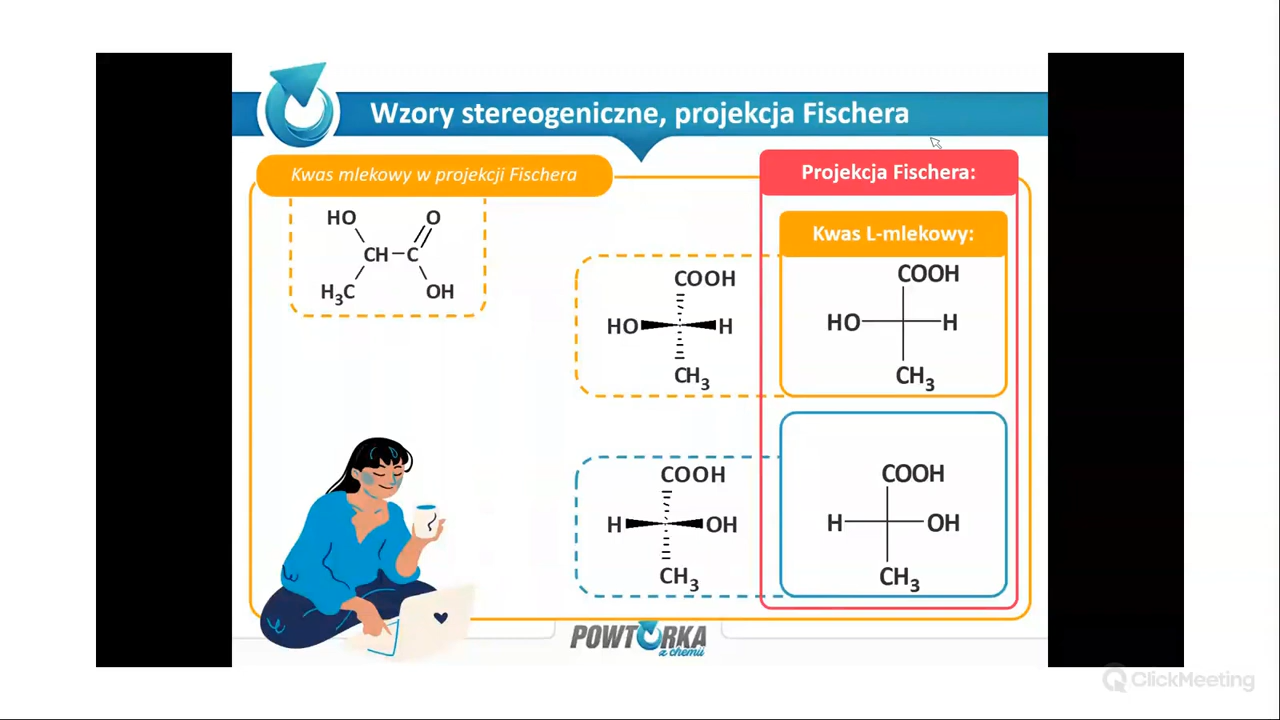 Wzory stereogeniczne, projekcja Fischera
Kwas mlekowy w projekcji Fischera
HO O
CH C
H3C OH
COOH
HO H
CH3
COOH
H OH
CH3
Projekcja Fischera:
Kwas L-mlekowy:
COOH
HO H
CH3
COOH
H OH
CH3
POWTÓRKA
z chemii
ClickMeeting